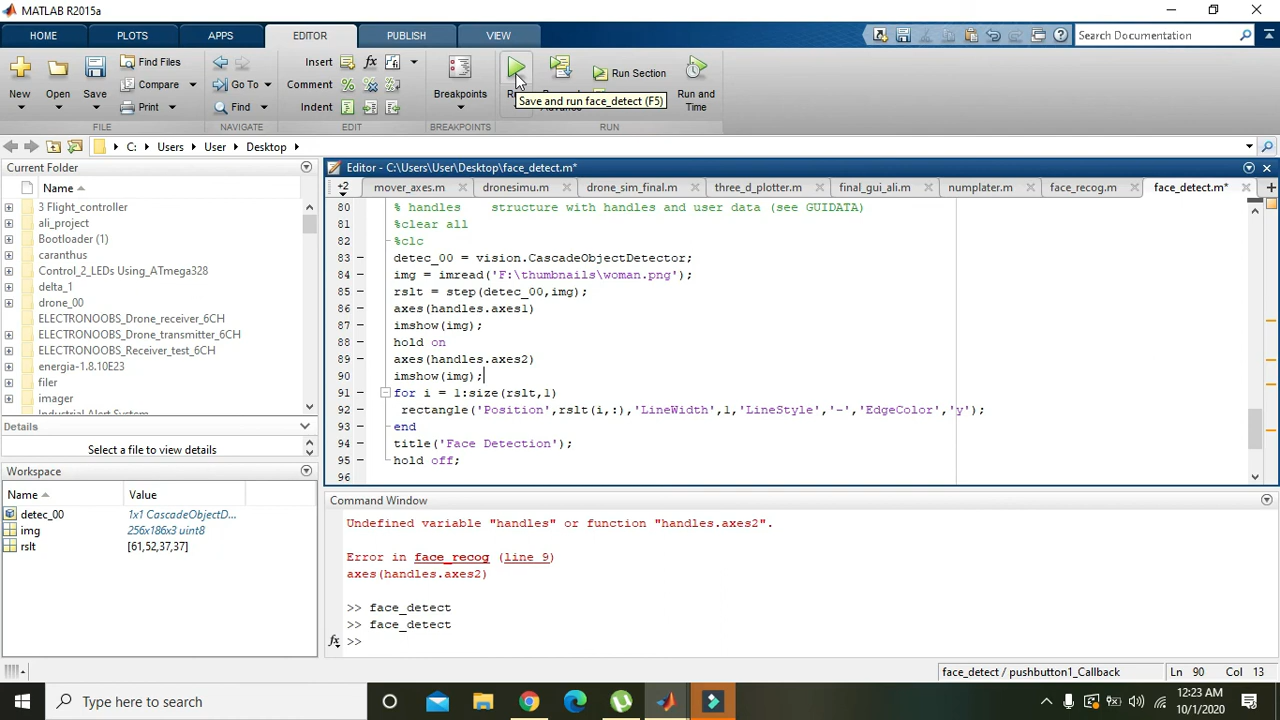 MATLAB R2015a
HOME PLOTS APPS EDITOR PUBLISH VIEW Search Documentation
New Open Save Find Files Compare Print
Go To Find
Insert fx Comment Indent
Breakpoints
Run Section Run and Time
Save and run face_detect (F5)
FILE NAVIGATE EDIT BREAKPOINTS RUN
C: Users User Desktop
Current Folder
Name
3 Flight_controller
ali_project
Bootloader (1)
caranthus
Control_2_LEDs Using_ATmega328
delta_1
drone_00
ELECTRONOOBS_Drone_receiver_6CH
ELECTRONOOBS_Drone_transmitter_6CH
ELECTRONOOBS_Receiver_test_6CH
energia-1.8.10E23
filer
imager
Industrial Alert System
Details
Select a file to view details
Workspace
Name Value
detec_00 1x1 CascadeObjectD...
img 256x186x3 uint8
rslt [61,52,37,37]
Editor - C:\Users\User\Desktop\face_detect.m*
+2 mover_axes.m dronesimu.m drone_sim_final.m three_d_plotter.m final_gui_ali.m numplater.m face_recog.m face_detect.m*
80 % handles    structure with handles and user data (see GUIDATA)
81 %clear all
82 %clc
83 detec_00 = vision.CascadeObjectDetector;
84 img = imread('F:\thumbnails\woman.png');
85 rslt = step(detec_00,img);
86 axes(handles.axes1)
87 imshow(img);
88 hold on
89 axes(handles.axes2)
90 imshow(img);
91 for i = 1:size(rslt,1)
92 rectangle('Position',rslt(i,:),'LineWidth',1,'LineStyle','-','EdgeColor','y');
93 end
94 title('Face Detection');
95 hold off;
96
Command Window
Undefined variable "handles" or function "handles.axes2".
Error in face_recog (line 9)
axes(handles.axes2)
>> face_detect
>> face_detect
fx >>
face_detect / pushbutton1_Callback Ln 90 Col 13
Type here to search
12:23 AM
10/1/2020